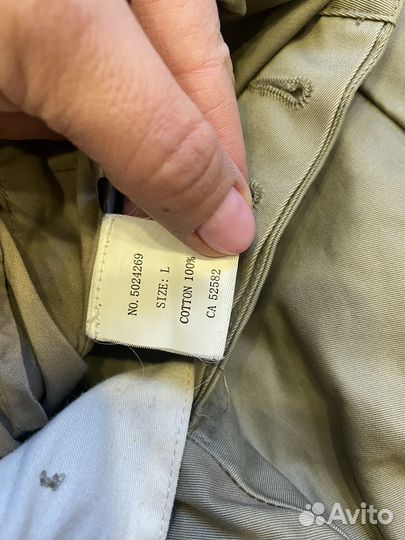 NO. 5024269
SIZE: L
COTTON 100%
CA 52582
Avito